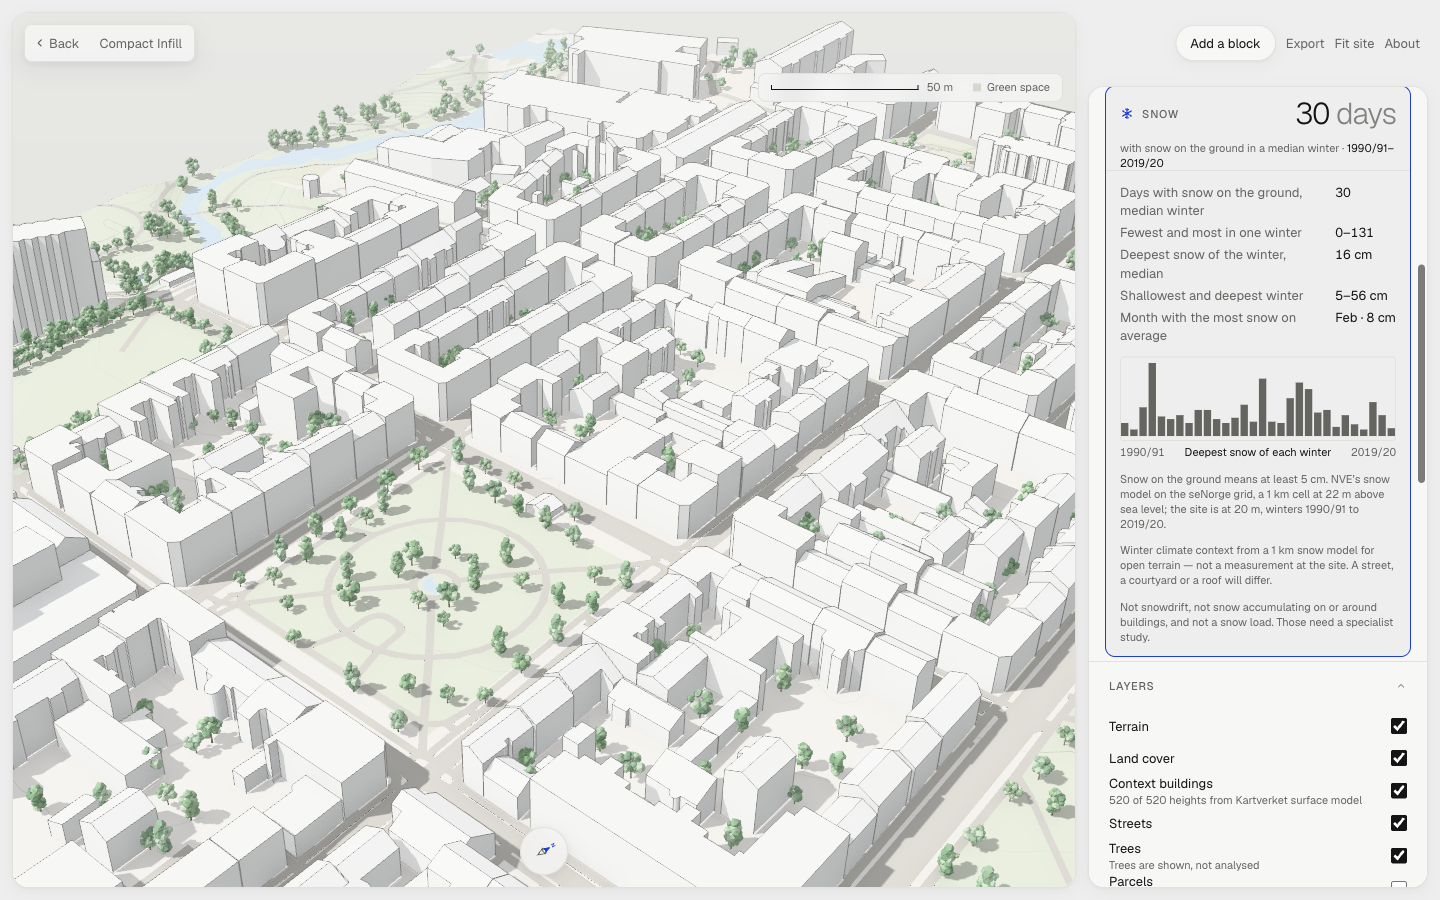 Back
Compact Infill
50 m
Green space
Add a block
Export
Fit site
About
SNOW
30 days
with snow on the ground in a median winter · 1990/91–
2019/20
Days with snow on the ground,
median winter
30
Fewest and most in one winter
0–131
Deepest snow of the winter,
median
16 cm
Shallowest and deepest winter
5–56 cm
Month with the most snow on
average
Feb · 8 cm
1990/91
Deepest snow of each winter
2019/20
Snow on the ground means at least 5 cm. NVE's snow
model on the seNorge grid, a 1 km cell at 22 m above
sea level; the site is at 20 m, winters 1990/91 to
2019/20.
Winter climate context from a 1 km snow model for
open terrain — not a measurement at the site. A street,
a courtyard or a roof will differ.
Not snowdrift, not snow accumulating on or around
buildings, and not a snow load. Those need a specialist
study.
LAYERS
Terrain
Land cover
Context buildings
520 of 520 heights from Kartverket surface model
Streets
Trees
Trees are shown, not analysed
Parcels